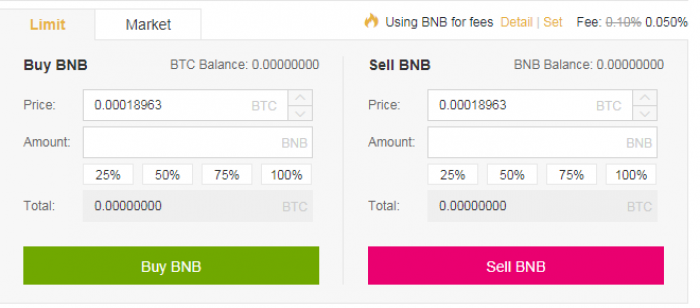 Limit Market Using BNB for fees Detail | Set Fee: 0.10% 0.050%
Buy BNB BTC Balance: 0.00000000 Sell BNB BNB Balance: 0.00000000
Price: 0.00018963 BTC Price: 0.00018963 BTC
Amount: BNB Amount: BNB
25% 50% 75% 100% 25% 50% 75% 100%
Total: 0.00000000 BTC Total: 0.00000000 BTC
Buy BNB Sell BNB